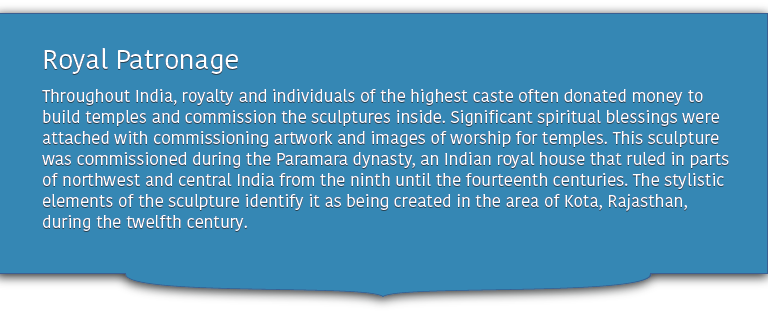 Royal Patronage
Throughout India, royalty and individuals of the highest caste often donated money to
build temples and commission the sculptures inside. Significant spiritual blessings were
attached with commissioning artwork and images of worship for temples. This sculpture
was commissioned during the Paramara dynasty, an Indian royal house that ruled in parts
of northwest and central India from the ninth until the fourteenth centuries. The stylistic
elements of the sculpture identify it as being created in the area of Kota, Rajasthan,
during the twelfth century.